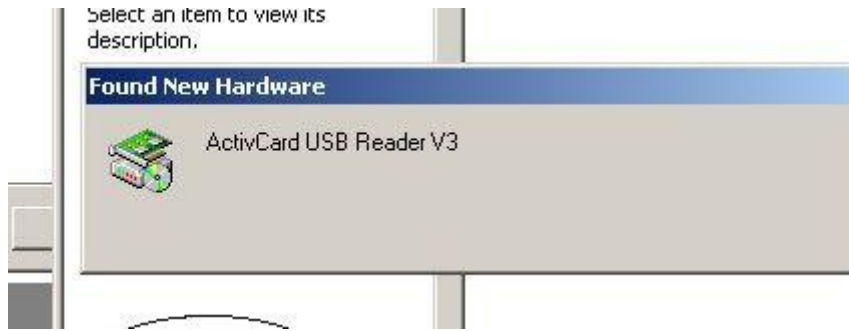 Select an item to view its
description.
Found New Hardware
ActivCard USB Reader V3